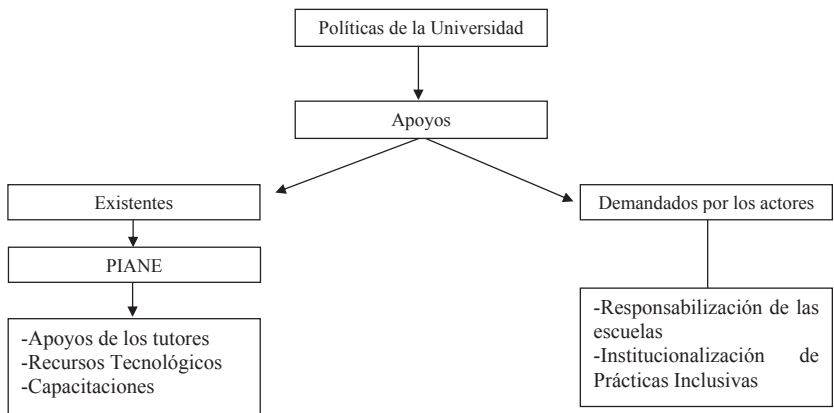 Políticas de la Universidad
Apoyos
Existentes
Demandados por los actores
PIANE
-Apoyos de los tutores
-Recursos Tecnológicos
-Capacitaciones
-Responsabilización de las
escuelas
-Institucionalización de
Prácticas Inclusivas